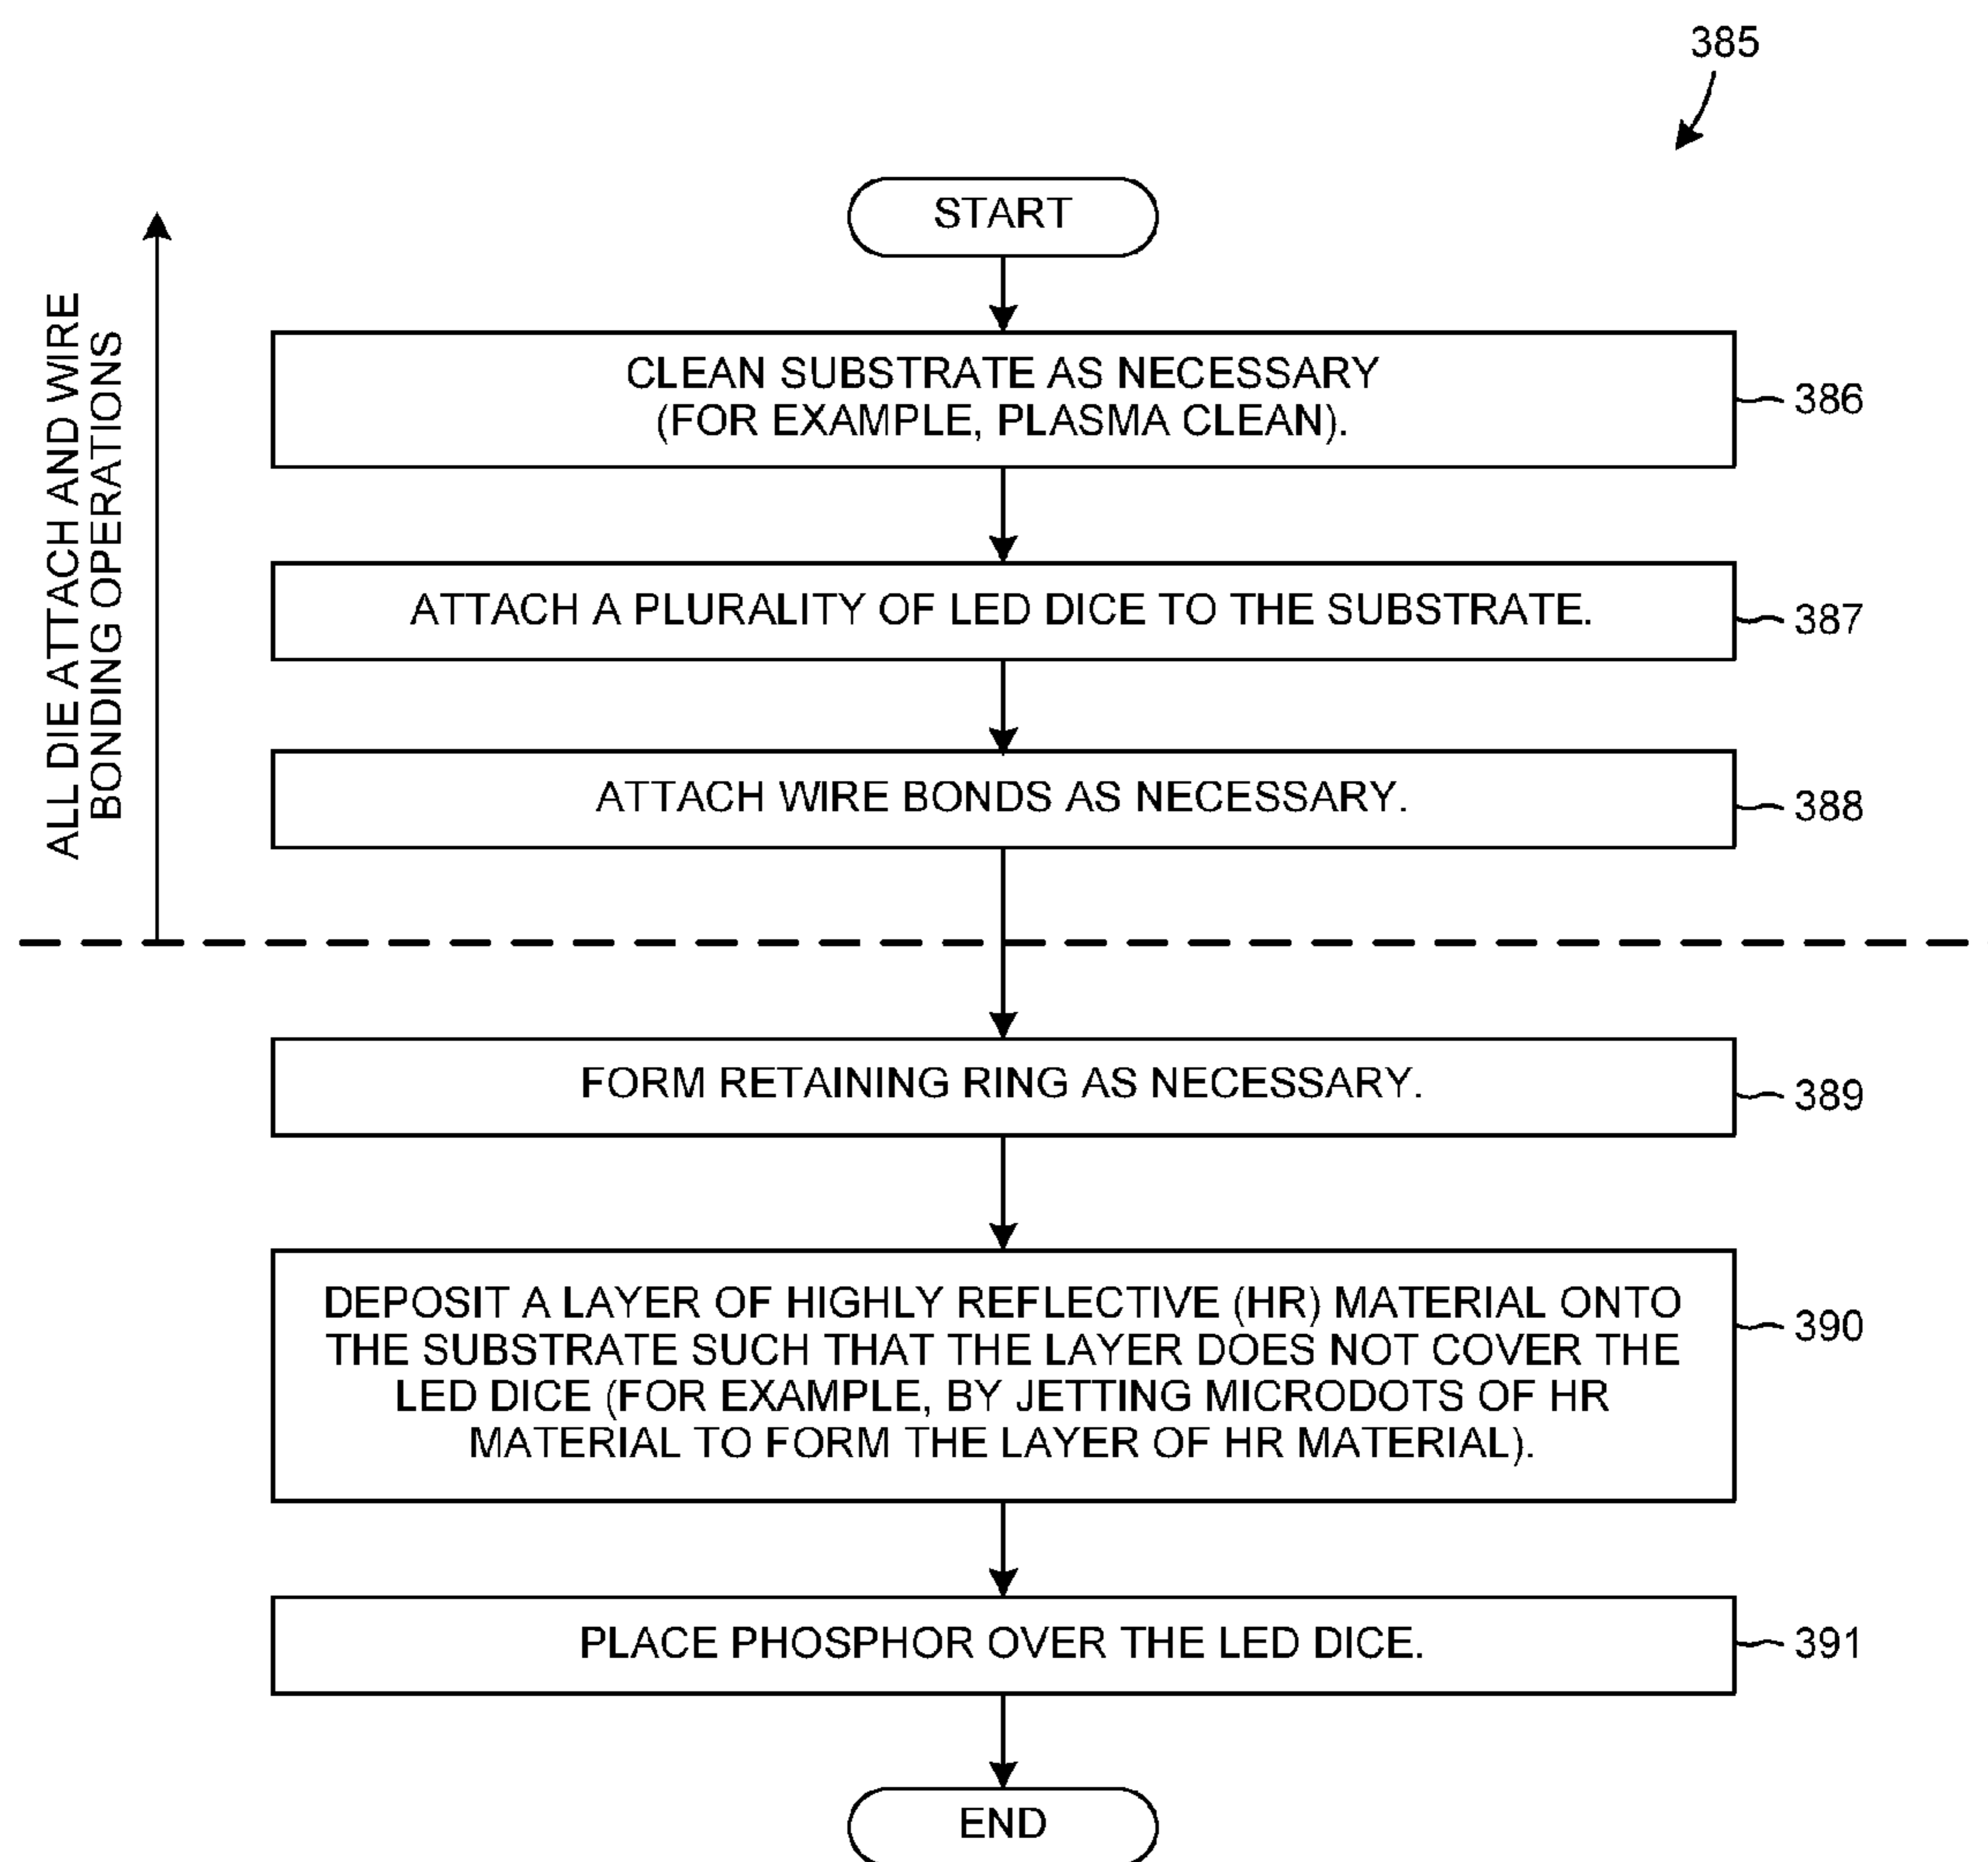 385
START
ALL DIE ATTACH AND WIRE
BONDING OPERATIONS
CLEAN SUBSTRATE AS NECESSARY
(FOR EXAMPLE, PLASMA CLEAN).
386
ATTACH A PLURALITY OF LED DICE TO THE SUBSTRATE.
387
ATTACH WIRE BONDS AS NECESSARY.
388
FORM RETAINING RING AS NECESSARY.
389
DEPOSIT A LAYER OF HIGHLY REFLECTIVE (HR) MATERIAL ONTO
THE SUBSTRATE SUCH THAT THE LAYER DOES NOT COVER THE
LED DICE (FOR EXAMPLE, BY JETTING MICRODOTS OF HR
MATERIAL TO FORM THE LAYER OF HR MATERIAL).
390
PLACE PHOSPHOR OVER THE LED DICE.
391
END